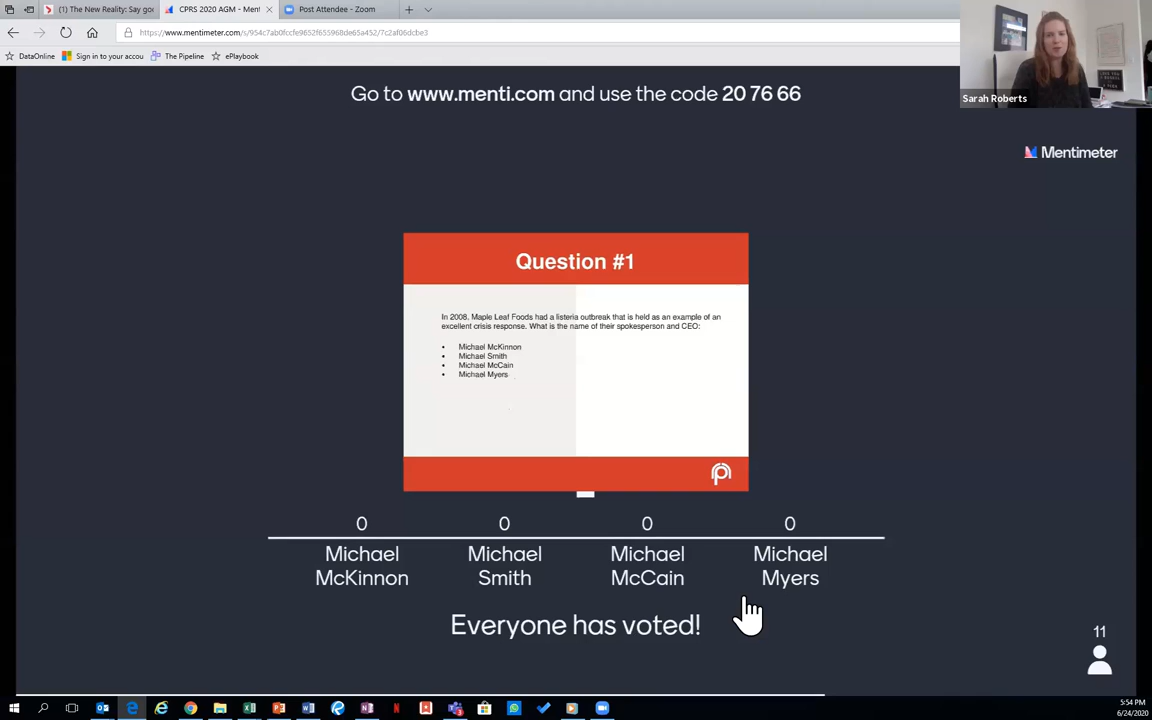 (1) The New Reality: Say goo
CPRS 2020 AGM - Ment
Post Attendee - Zoom
https://www.mentimeter.com/s/954c7ab0fccfe9652f655968de65a452/7c2af06dcbe3
DataOnline
Sign in to your accou
The Pipeline
ePlaybook
Go to www.menti.com and use the code 20 76 66
Sarah Roberts
Mentimeter
Question #1
In 2008, Maple Leaf Foods had a listeria outbreak that is held as an example of an
excellent crisis response. What is the name of their spokesperson and CEO:
• Michael McKinnon
• Michael Smith
• Michael McCain
• Michael Myers
0 0 0 0
Michael McKinnon
Michael Smith
Michael McCain
Michael Myers
Everyone has voted!
11
5:54 PM
6/24/2020